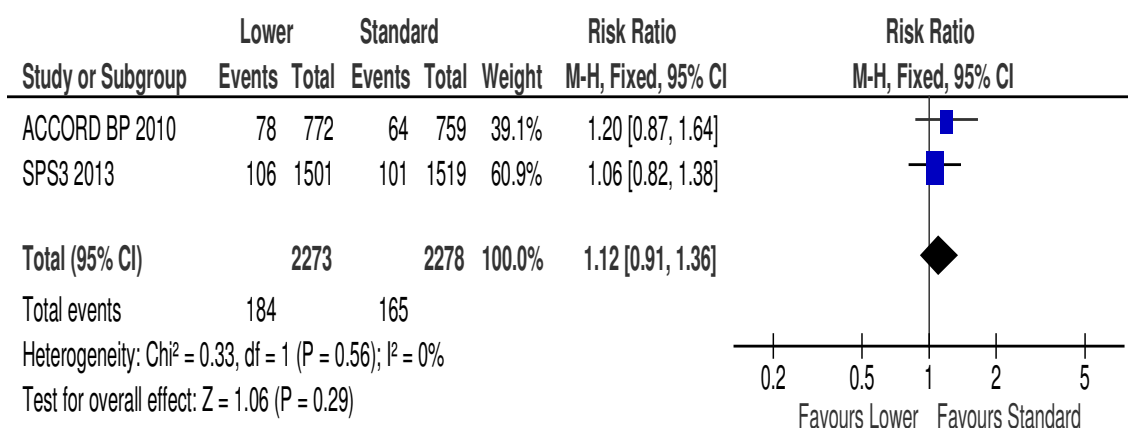 Lower Standard Risk Ratio Risk Ratio
Study or Subgroup Events Total Events Total Weight M-H, Fixed, 95% CI M-H, Fixed, 95% CI
ACCORD BP 2010 78 772 64 759 39.1% 1.20 [0.87, 1.64]
SPS3 2013 106 1501 101 1519 60.9% 1.06 [0.82, 1.38]
Total (95% CI) 2273 2278 100.0% 1.12 [0.91, 1.36]
Total events 184 165
Heterogeneity: Chi² = 0.33, df = 1 (P = 0.56); I² = 0%
Test for overall effect: Z = 1.06 (P = 0.29)
0.2 0.5 1 2 5
Favours Lower Favours Standard